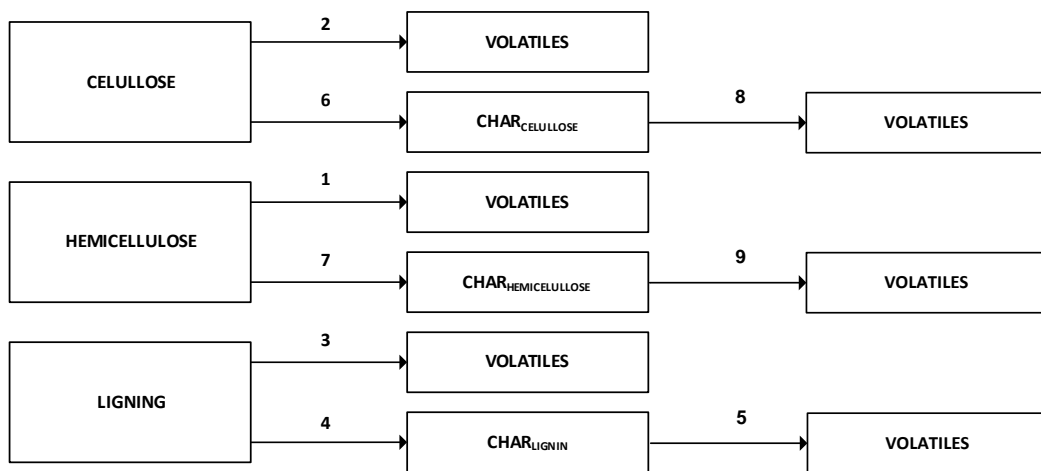 2
VOLATILES
CELULLOSE
6
CHARCELULLOSE
8
VOLATILES
1
VOLATILES
HEMICELLULOSE
7
CHARHEMICELULLOSE
9
VOLATILES
3
VOLATILES
LIGNING
4
CHARLIGNIN
5
VOLATILES